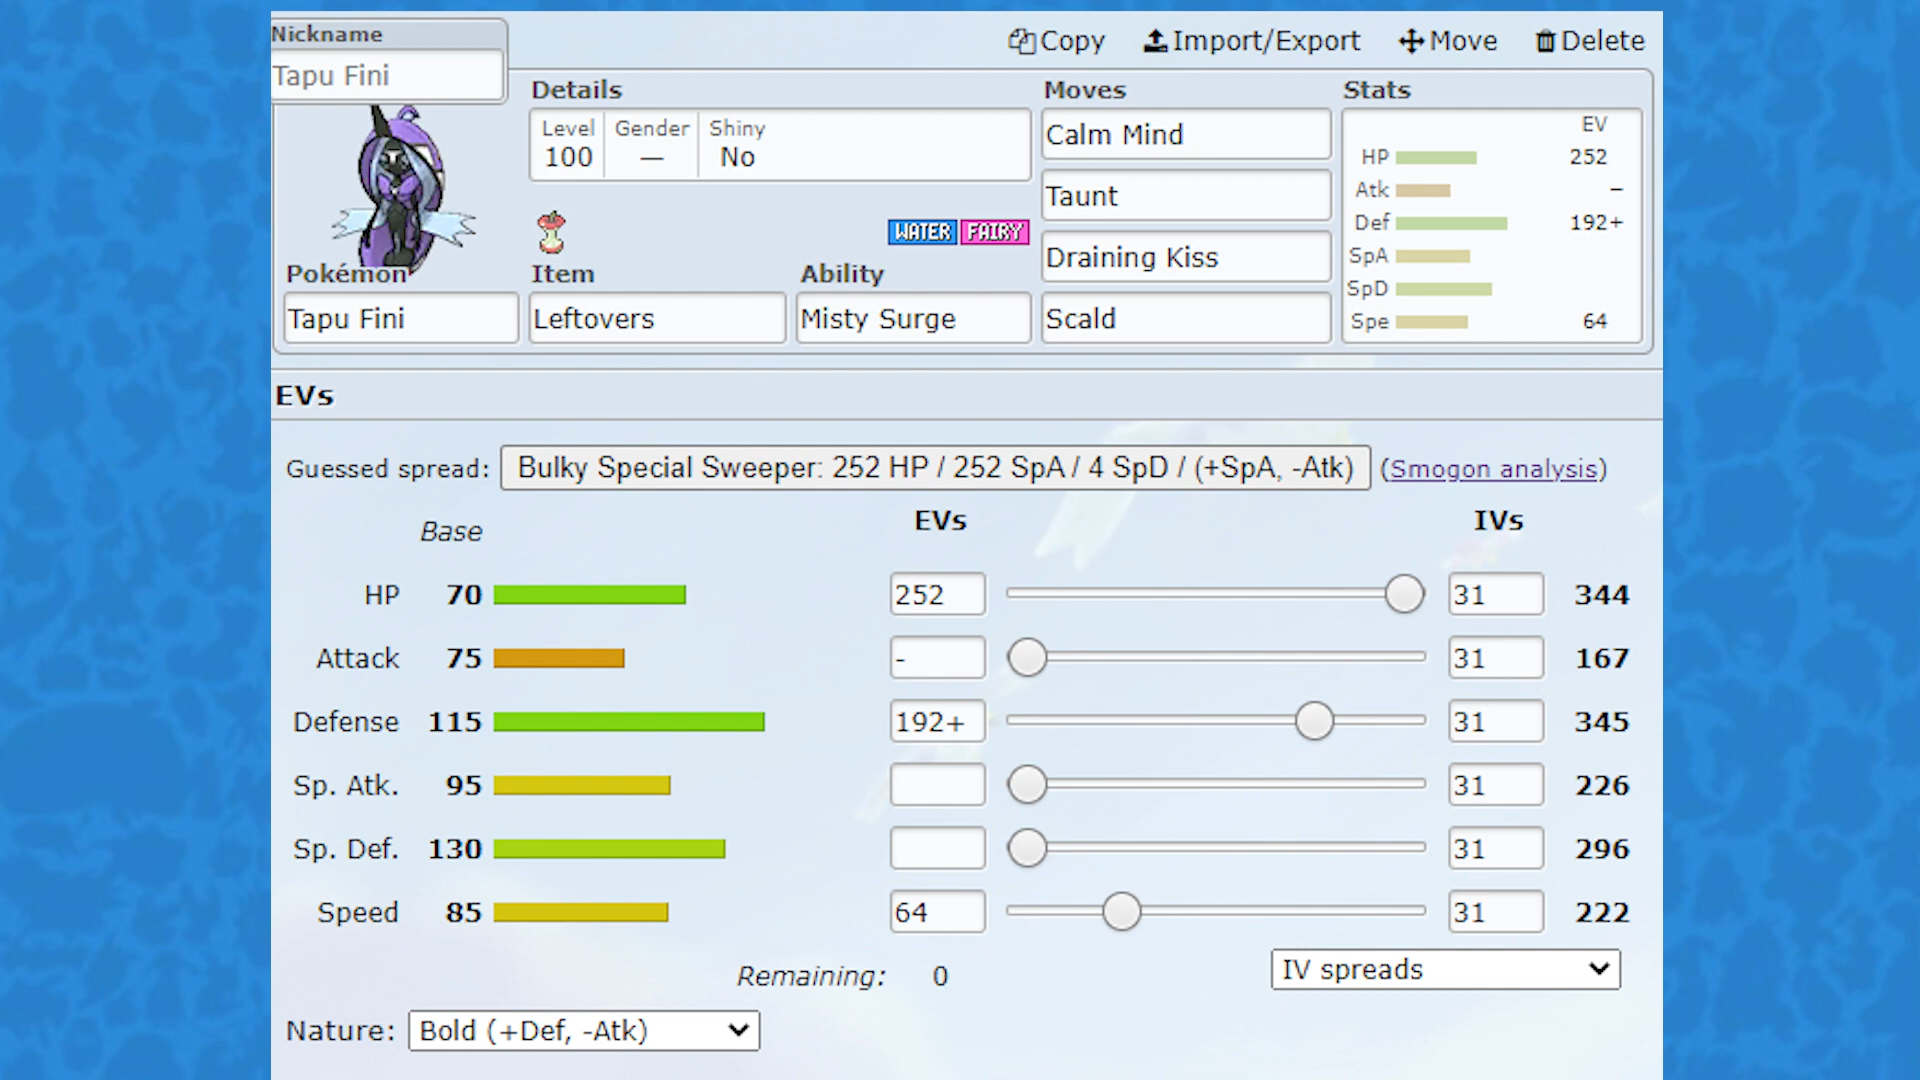 Nickname
Tapu Fini
Copy Import/Export Move Delete
Details
Level Gender Shiny
100 — No
WATER FAIRY
Pokémon Item Ability
Tapu Fini Leftovers Misty Surge
Moves
Calm Mind
Taunt
Draining Kiss
Scald
Stats
EV
HP 252
Atk –
Def 192+
SpA
SpD
Spe 64
EVs
Guessed spread: Bulky Special Sweeper: 252 HP / 252 SpA / 4 SpD / (+SpA, -Atk) (Smogon analysis)
Base EVs IVs
HP 70 252 31 344
Attack 75 - 31 167
Defense 115 192+ 31 345
Sp. Atk. 95 31 226
Sp. Def. 130 31 296
Speed 85 64 31 222
Remaining: 0 IV spreads
Nature: Bold (+Def, -Atk)